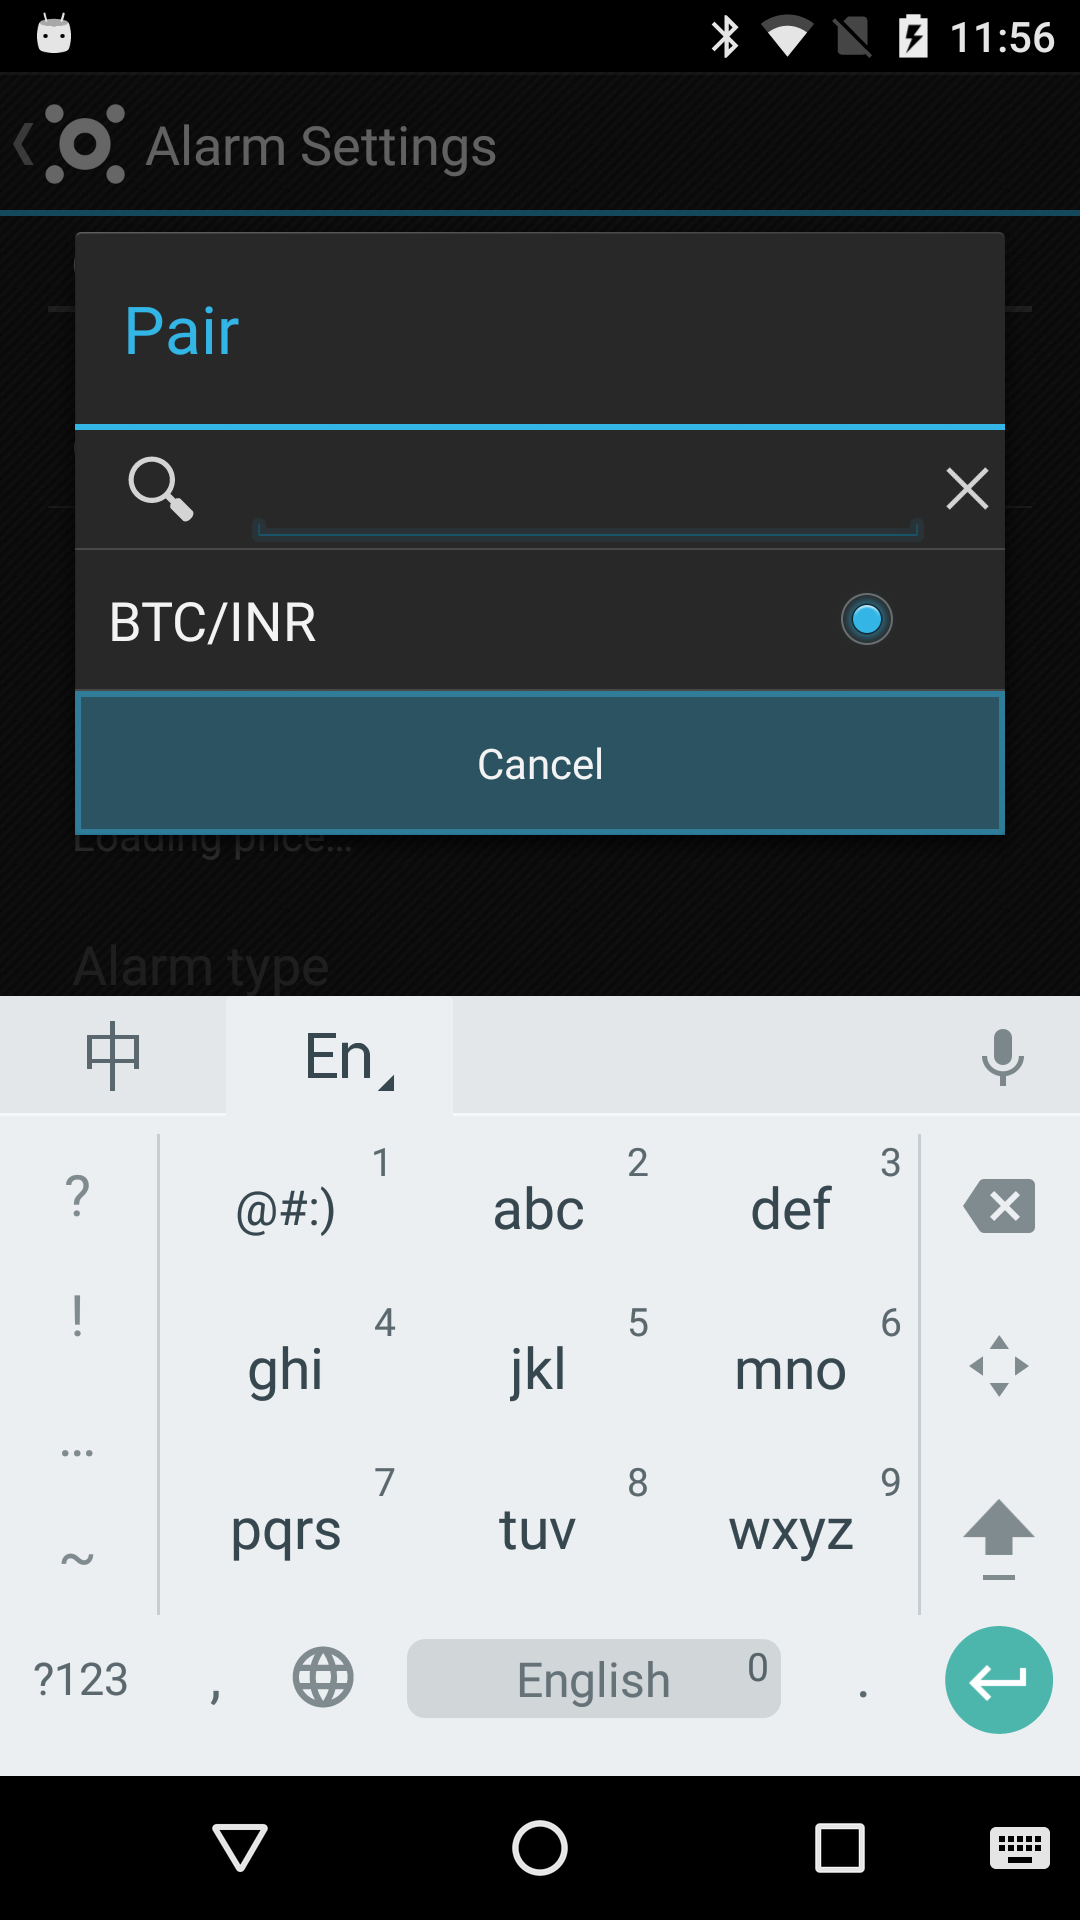 11:56
Alarm Settings
Pair
BTC/INR
Cancel
Loading price...
Alarm type
中 En
? @#:) 1 abc 2 def 3
! ghi 4 jkl 5 mno 6
...
pqrs 7 tuv 8 wxyz 9
~
?123 , English 0 .